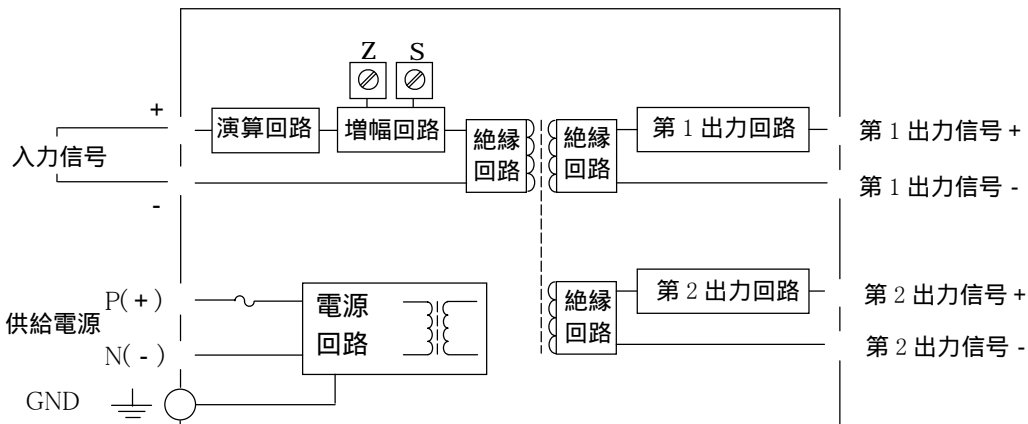 Z S
+
演算回路 増幅回路 絶縁 絶縁 第1出力回路 第1出力信号+
入力信号 回路 回路
- 第1出力信号-
P(+) 電源 絶縁 第2出力回路 第2出力信号+
供給電源 回路 回路
N(-) 第2出力信号-
GND